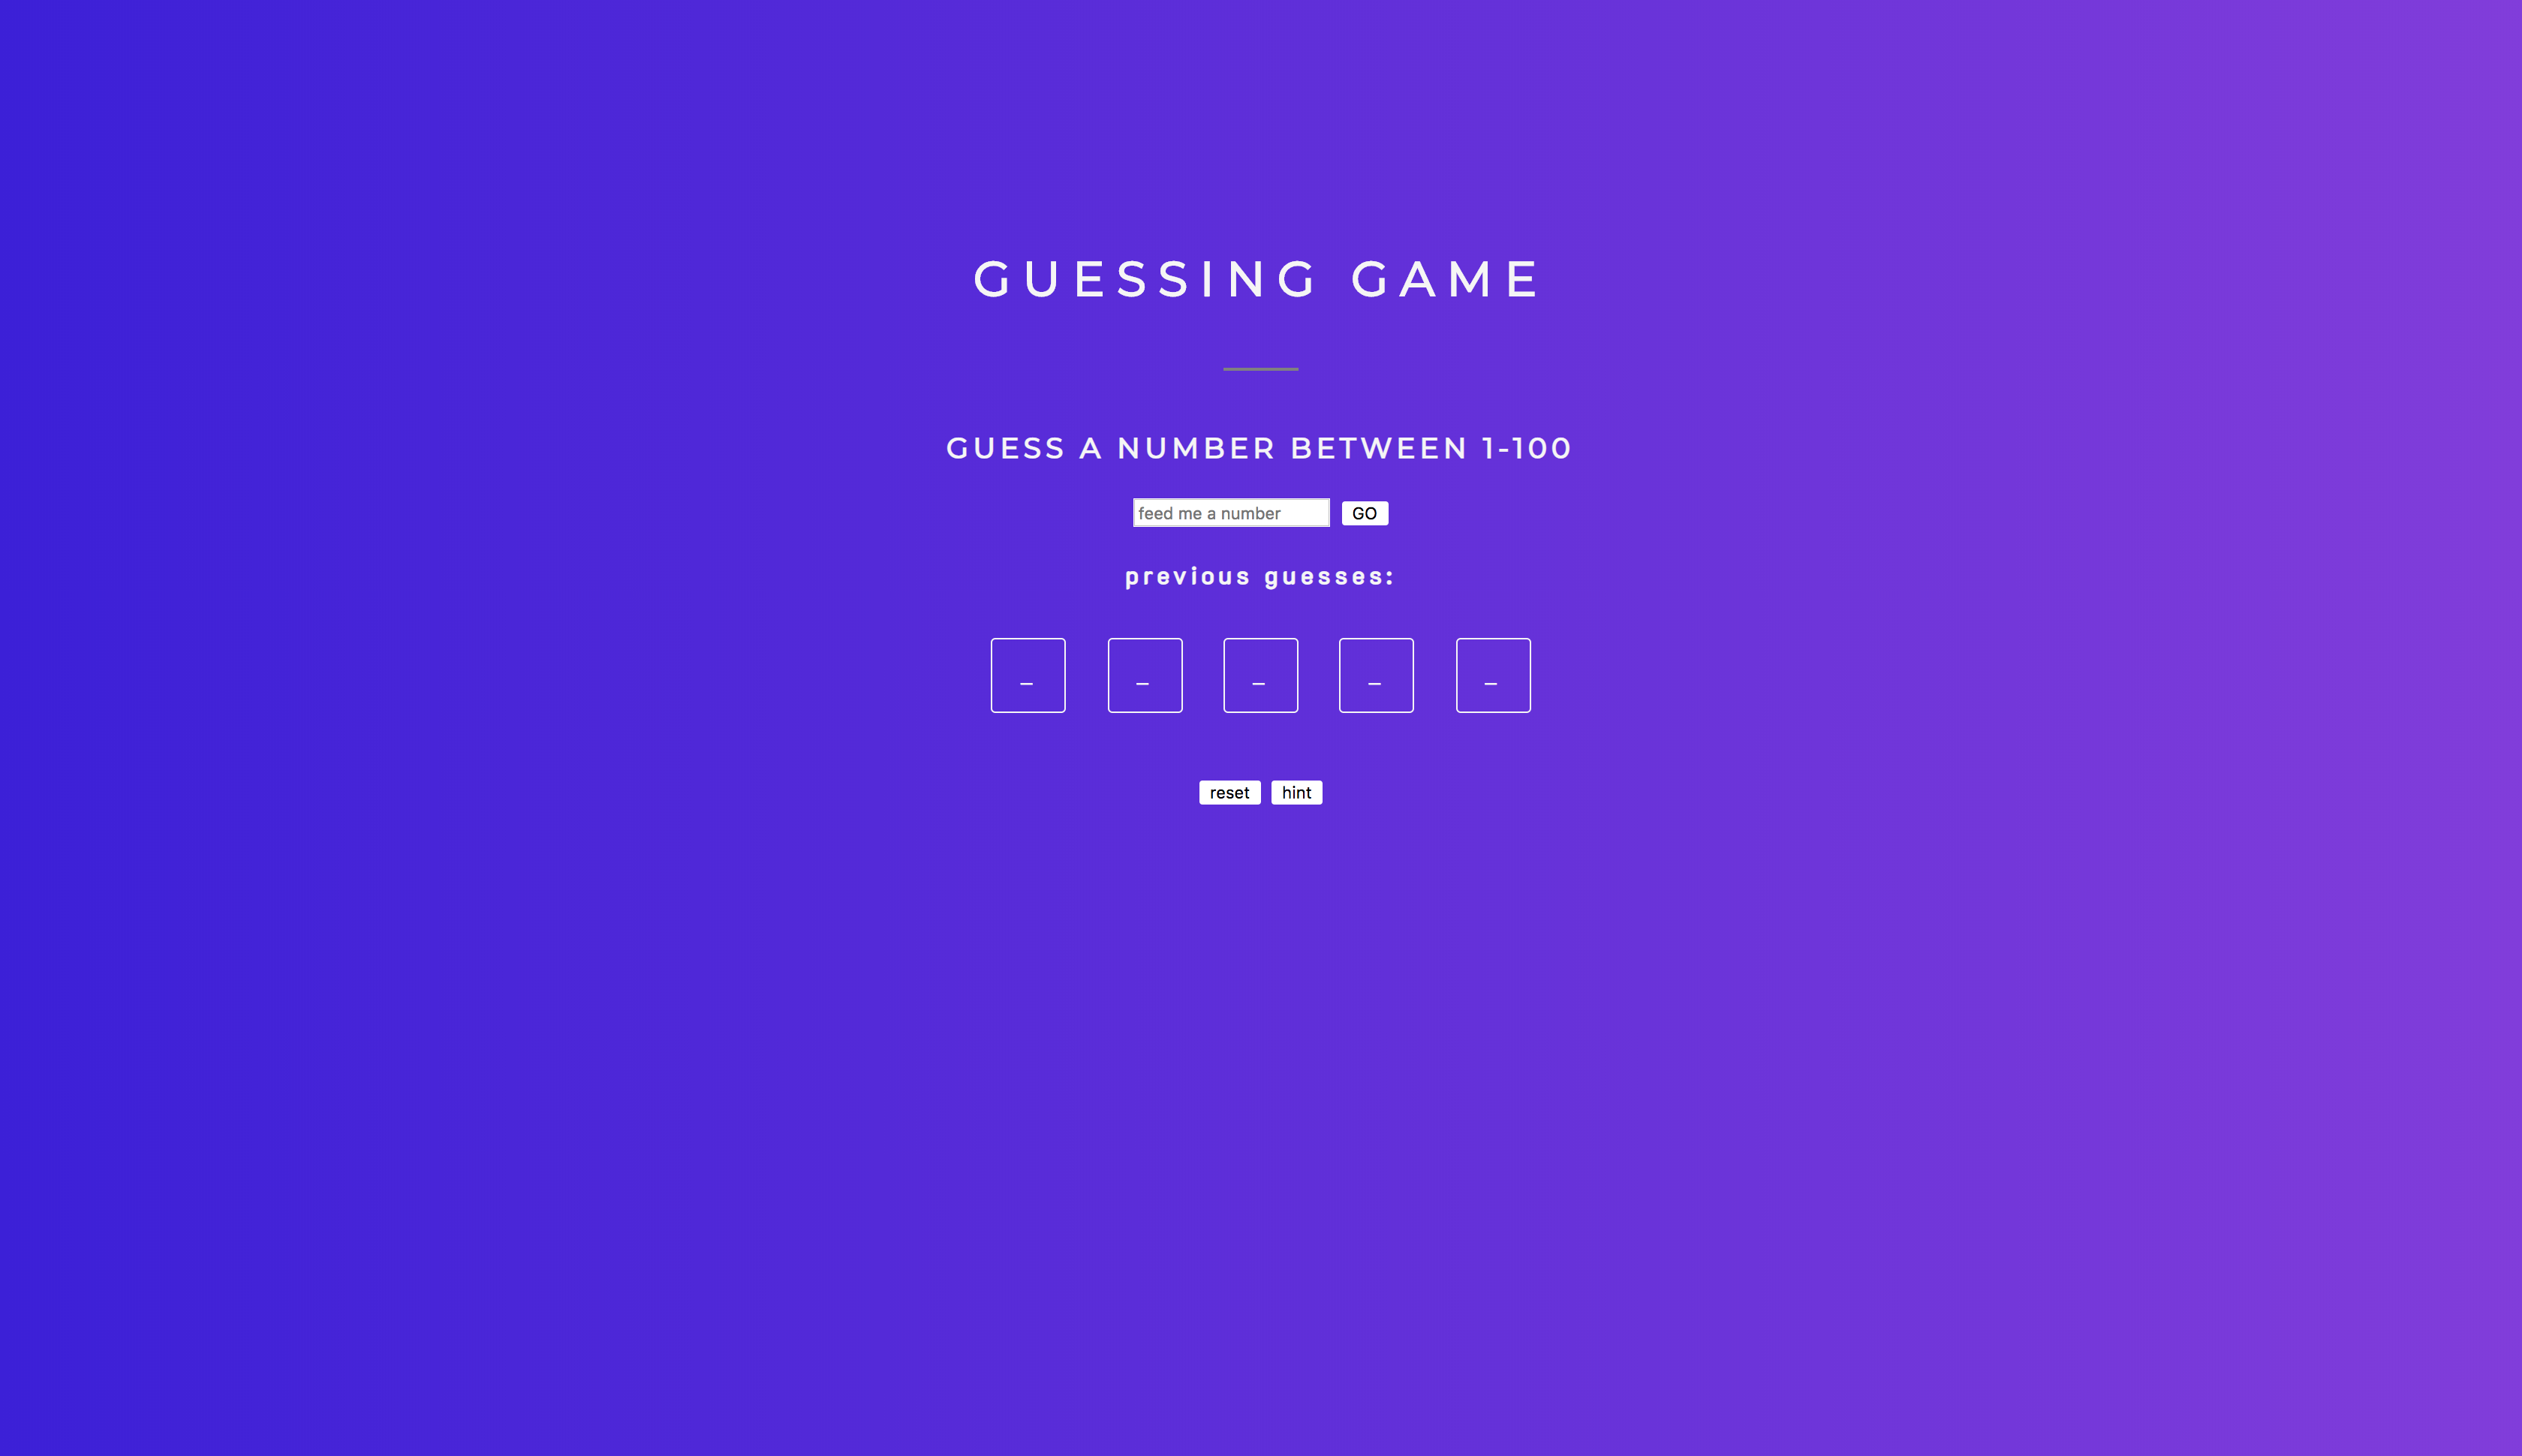 GUESSING GAME
GUESS A NUMBER BETWEEN 1-100
feed me a number GO
previous guesses:
_ _ _ _ _
reset hint